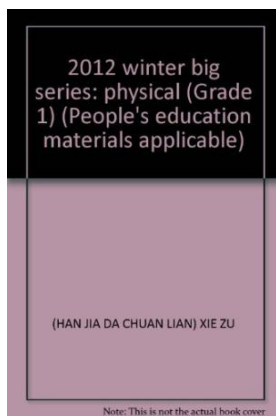 2012 winter big
series: physical (Grade
1) (People's education
materials applicable)
(HAN JIA DA CHUAN LIAN) XIE ZU
Note: This is not the actual book cover